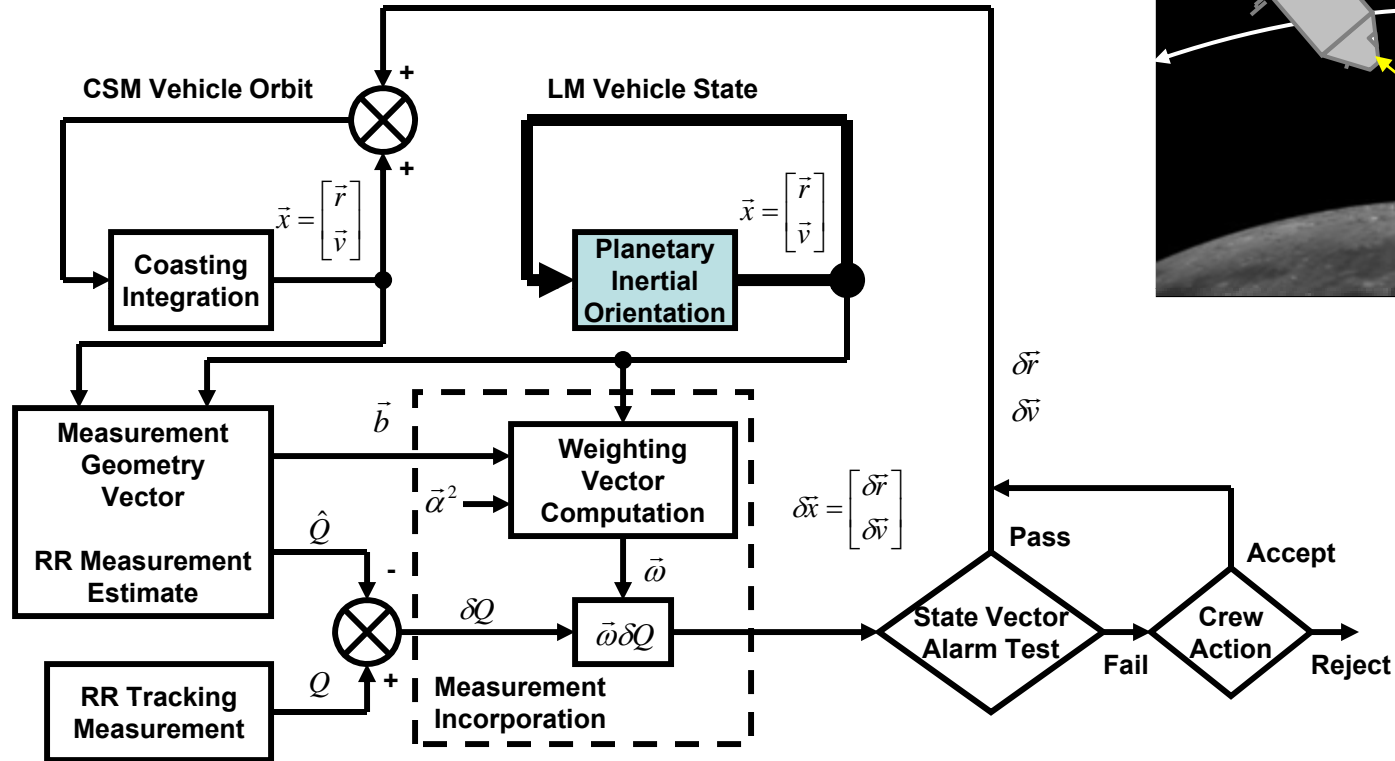 CSM Vehicle Orbit
+
+
LM Vehicle State
x⃗ = [r⃗ v⃗]
Coasting
Integration
x⃗ = [r⃗ v⃗]
Planetary
Inertial
Orientation
Measurement
Geometry
Vector
RR Measurement
Estimate
b⃗
α⃗²
Q̂
-
Weighting
Vector
Computation
ω⃗
δQ
ω⃗δQ
+
Q
RR Tracking
Measurement
Measurement
Incorporation
δr⃗
δv⃗
δx⃗ = [δr⃗ δv⃗]
Pass
State Vector
Alarm Test
Fail
Accept
Crew
Action
Reject